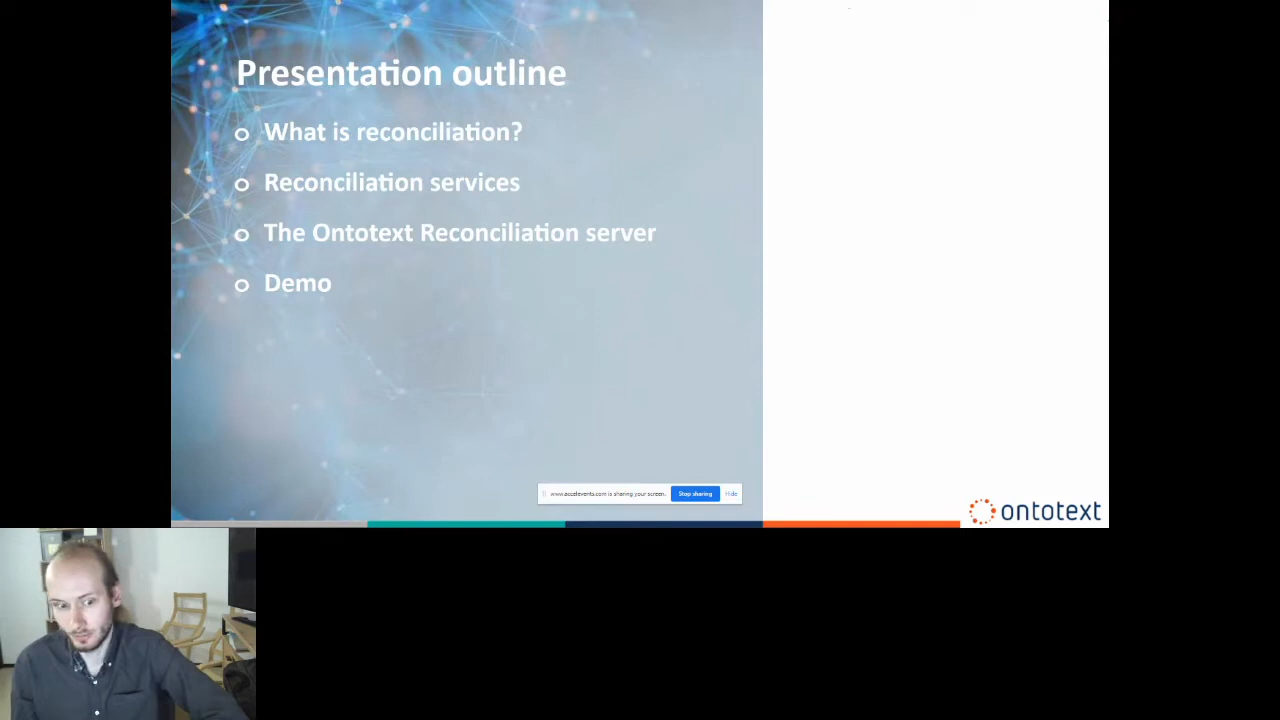 Presentation outline
What is reconciliation?
Reconciliation services
The Ontotext Reconciliation server
Demo
www.accelevents.com is sharing your screen. Stop sharing Hide
ontotext